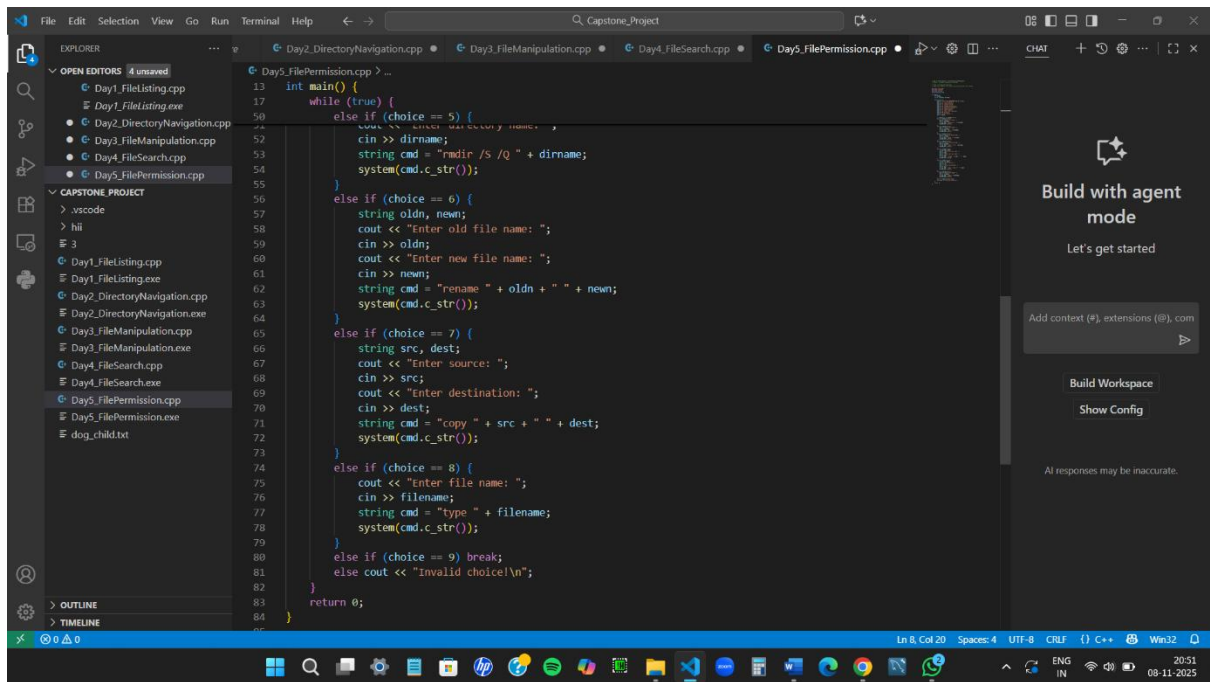 File Edit Selection View Go Run Terminal Help
Capstone_Project
EXPLORER
OPEN EDITORS 4 unsaved
Day1_FileListing.cpp
Day1_FileListing.exe
Day2_DirectoryNavigation.cpp
Day3_FileManipulation.cpp
Day4_FileSearch.cpp
Day5_FilePermission.cpp
CAPSTONE_PROJECT
.vscode
hii
3
Day1_FileListing.cpp
Day1_FileListing.exe
Day2_DirectoryNavigation.cpp
Day2_DirectoryNavigation.exe
Day3_FileManipulation.cpp
Day3_FileManipulation.exe
Day4_FileSearch.cpp
Day4_FileSearch.exe
Day5_FilePermission.cpp
Day5_FilePermission.exe
dog_child.txt
OUTLINE
TIMELINE
Day2_DirectoryNavigation.cpp Day3_FileManipulation.cpp Day4_FileSearch.cpp Day5_FilePermission.cpp
Day5_FilePermission.cpp > ...
13 int main() {
17 while (true) {
50 else if (choice == 5) {
51 cout << "Enter directory name: ";
52 cin >> dirname;
53 string cmd = "rmdir /S /Q " + dirname;
54 system(cmd.c_str());
55 }
56 else if (choice == 6) {
57 string oldn, newn;
58 cout << "Enter old file name: ";
59 cin >> oldn;
60 cout << "Enter new file name: ";
61 cin >> newn;
62 string cmd = "rename " + oldn + " " + newn;
63 system(cmd.c_str());
64 }
65 else if (choice == 7) {
66 string src, dest;
67 cout << "Enter source: ";
68 cin >> src;
69 cout << "Enter destination: ";
70 cin >> dest;
71 string cmd = "copy " + src + " " + dest;
72 system(cmd.c_str());
73 }
74 else if (choice == 8) {
75 cout << "Enter file name: ";
76 cin >> filename;
77 string cmd = "type " + filename;
78 system(cmd.c_str());
79 }
80 else if (choice == 9) break;
81 else cout << "Invalid choice!\n";
82 }
83 return 0;
84 }
CHAT
Build with agent
mode
Let's get started
Add context (#), extensions (@), com
Build Workspace
Show Config
AI responses may be inaccurate.
0 0 Ln 8, Col 20 Spaces: 4 UTF-8 CRLF {} C++ Win32
ENG
IN
20:51
08-11-2025